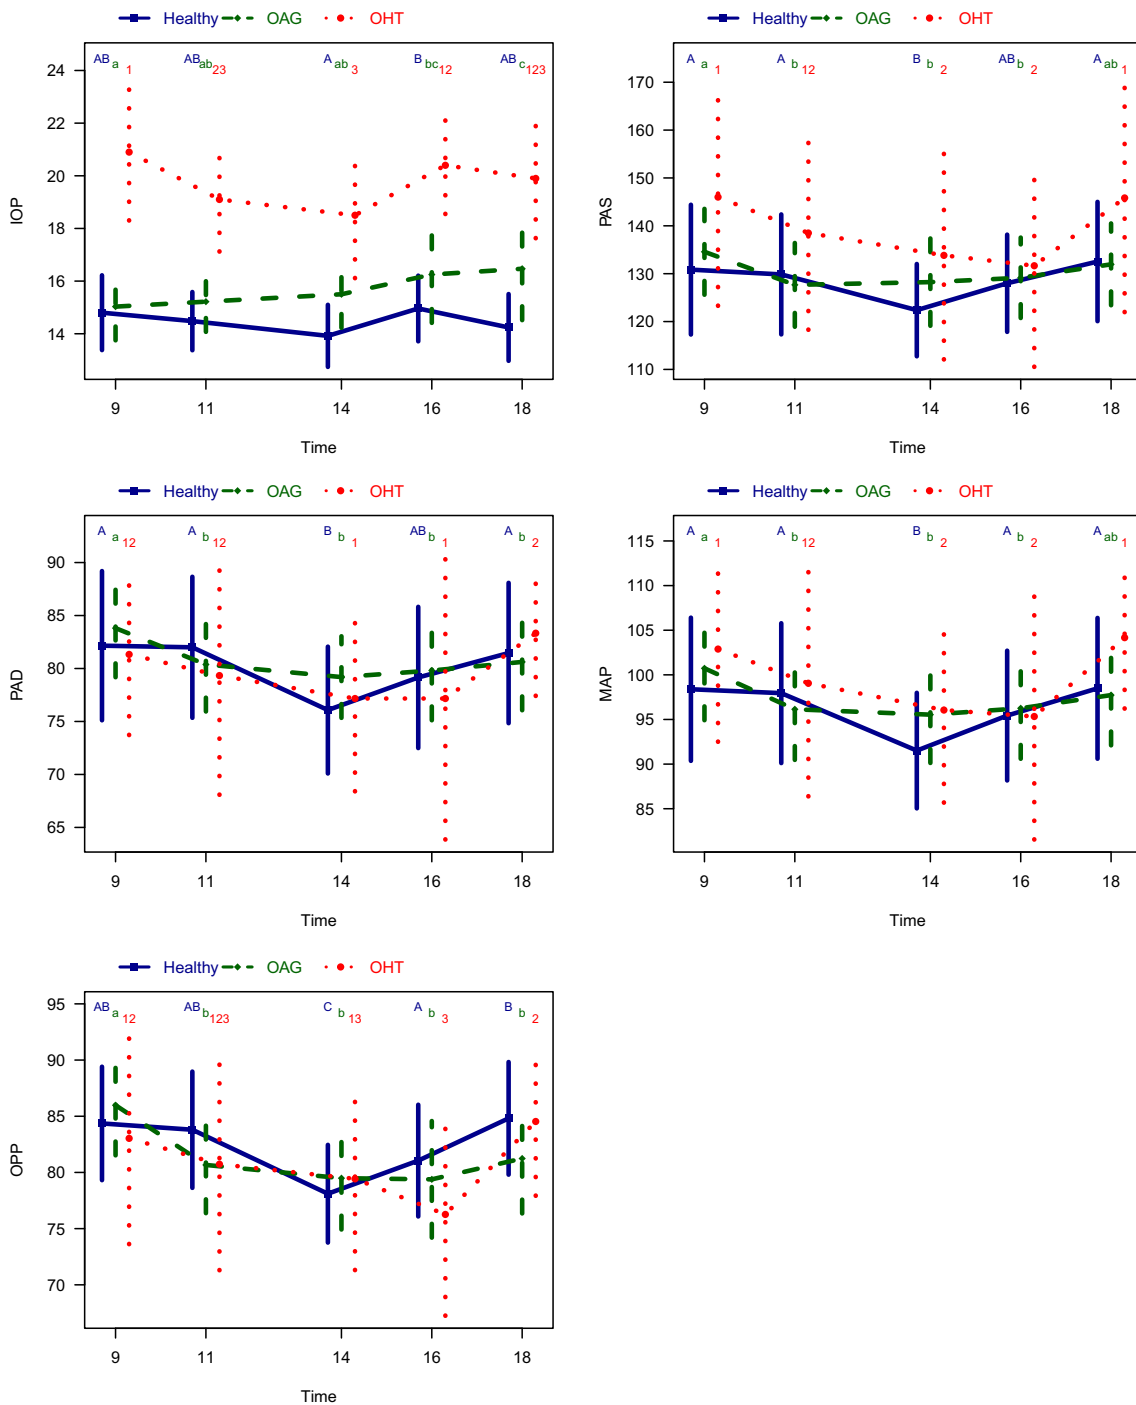 Healthy OAG OHT
AB a 1 AB ab 23 A ab 3 B bc 12 AB c 123
24
22
20
18
16
14
IOP
9 11 14 16 18
Time
Healthy OAG OHT
A a 1 A b 12 B b 2 AB b 2 A ab 1
170
160
150
140
130
120
110
PAS
9 11 14 16 18
Time
Healthy OAG OHT
A a 12 A b 12 B b 1 AB b 1 A b 2
90
85
80
75
70
65
PAD
9 11 14 16 18
Time
Healthy OAG OHT
A a 1 A b 12 B b 2 A b 2 A ab 1
115
110
105
100
95
90
85
MAP
9 11 14 16 18
Time
Healthy OAG OHT
AB a 12 AB b 123 C b 13 A b 3 B b 2
95
90
85
80
75
70
OPP
9 11 14 16 18
Time